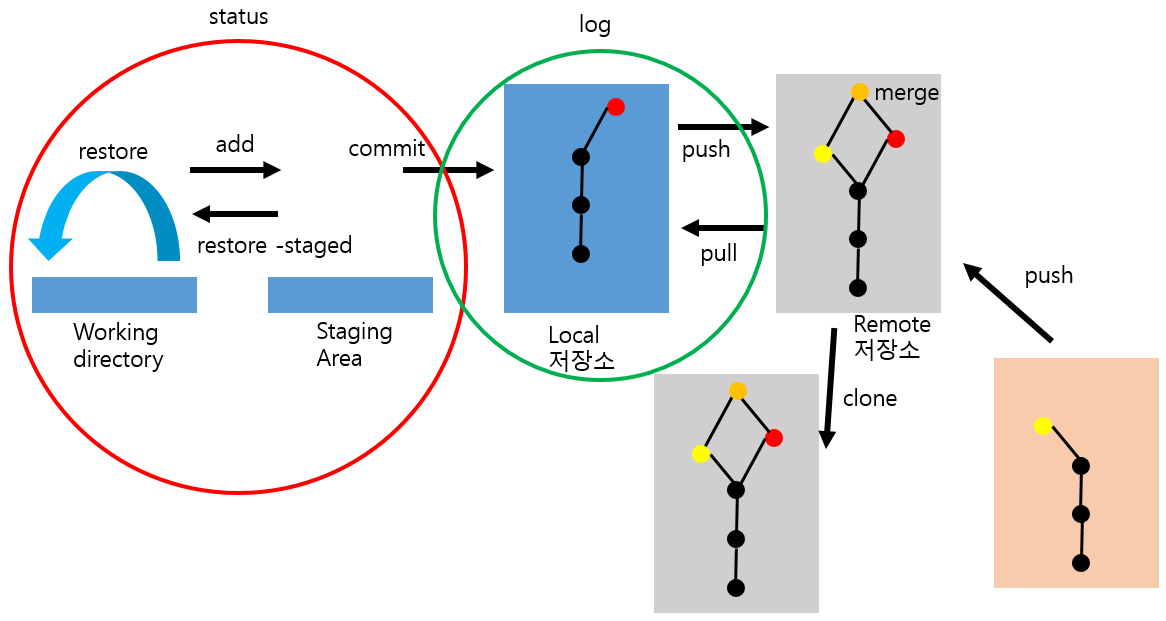 status
log
merge
restore
add
commit
push
restore -staged
pull
Working
directory
Staging
Area
Local
저장소
Remote
저장소
push
clone